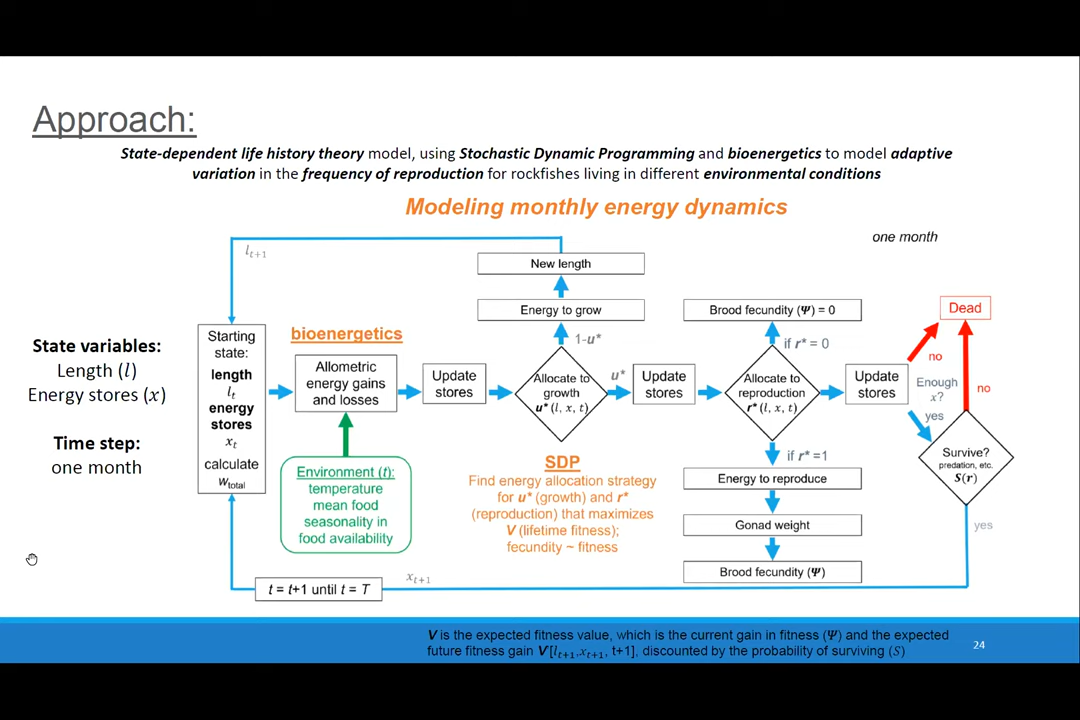 Approach:
State-dependent life history theory model, using Stochastic Dynamic Programming and bioenergetics to model adaptive
variation in the frequency of reproduction for rockfishes living in different environmental conditions
Modeling monthly energy dynamics
one month
State variables:
Length (l)
Energy stores (x)
Time step:
one month
l_{t+1}
Starting
state:
length
l_t
energy
stores
x_t
calculate
w_total
bioenergetics
Allometric
energy gains
and losses
Environment (t):
temperature
mean food
seasonality in
food availability
Update
stores
New length
Energy to grow
1-u*
Allocate to
growth
u* (l, x, t)
u*
SDP
Find energy allocation strategy
for u* (growth) and r*
(reproduction) that maximizes
V (lifetime fitness);
fecundity ~ fitness
Update
stores
Brood fecundity (Ψ) = 0
if r* = 0
Allocate to
reproduction
r* (l, x, t)
if r* =1
Energy to reproduce
Gonad weight
Brood fecundity (Ψ)
Update
stores
Dead
no
Enough
x?
yes
no
Survive?
predation, etc.
S(r)
yes
x_{t+1}
t = t+1 until t = T
V is the expected fitness value, which is the current gain in fitness (Ψ) and the expected
future fitness gain V[l_{t+1},x_{t+1}, t+1], discounted by the probability of surviving (S)
24